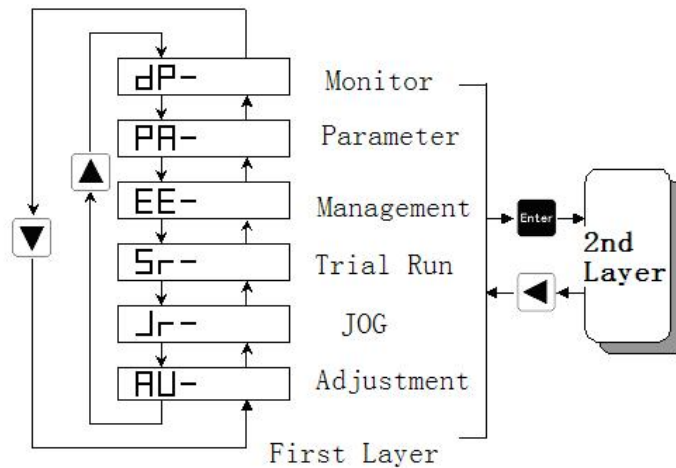 dP- Monitor
PA- Parameter
EE- Management
Sr- Trial Run
Jr- JOG
AU- Adjustment
First Layer
Enter
2nd
Layer